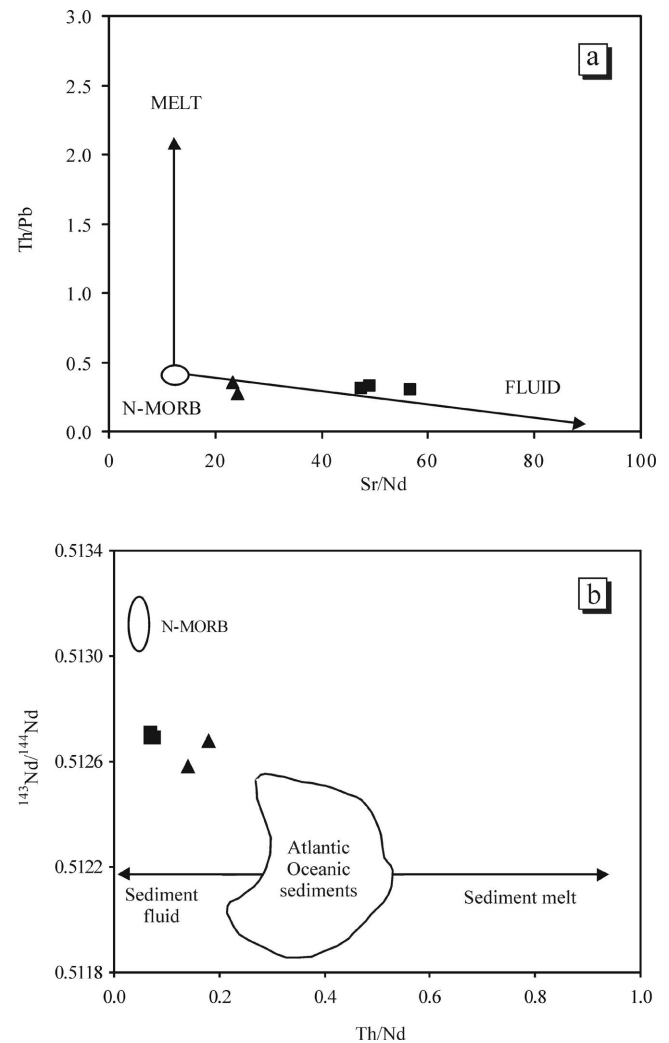 a
3.0
2.5
2.0
1.5
1.0
0.5
0.0
Th/Pb
MELT
N-MORB
FLUID
0
20
40
60
80
100
Sr/Nd
b
0.5134
0.5130
0.5126
0.5122
0.5118
143Nd/144Nd
N-MORB
Atlantic
Oceanic
sediments
Sediment
fluid
Sediment melt
0.0
0.2
0.4
0.6
0.8
1.0
Th/Nd